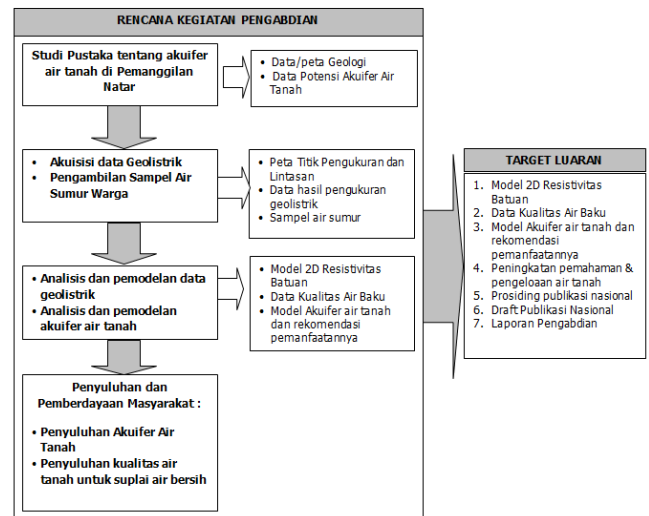 RENCANA KEGIATAN PENGABDIAN
Studi Pustaka tentang akuifer
air tanah di Pemanggilan
Natar
• Data/peta Geologi
• Data Potensi Akuifer Air
Tanah
• Akuisisi data Geolistrik
• Pengambilan Sampel Air
Sumur Warga
• Peta Titik Pengukuran dan
Lintasan
• Data hasil pengukuran
geolistrik
• Sampel air sumur
• Analisis dan pemodelan data
geolistrik
• Analisis dan pemodelan
akuifer air tanah
• Model 2D Resistivitas
Batuan
• Data Kualitas Air Baku
• Model Akuifer air tanah
dan rekomendasi
pemanfaatannya
Penyuluhan dan
Pemberdayaan Masyarakat :
• Penyuluhan Akuifer Air
Tanah
• Penyuluhan kualitas air
tanah untuk suplai air bersih
TARGET LUARAN
1. Model 2D Resistivitas
Batuan
2. Data Kualitas Air Baku
3. Model Akuifer air tanah dan
rekomendasi
pemanfaatannya
4. Peningkatan pemahaman &
pengeloaan air tanah
5. Prosiding publikasi nasional
6. Draft Publikasi Nasional
7. Laporan Pengabdian